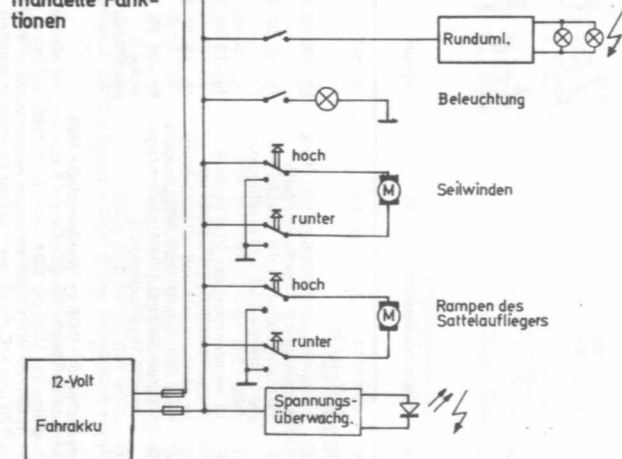 manuelle Funk-
tionen
Runduml.
Beleuchtung
hoch
M
Seilwinden
runter
hoch
M
Rampen des
Sattelaufliegers
runter
12-Volt
Fahrakku
Spannungs-
überwachg.